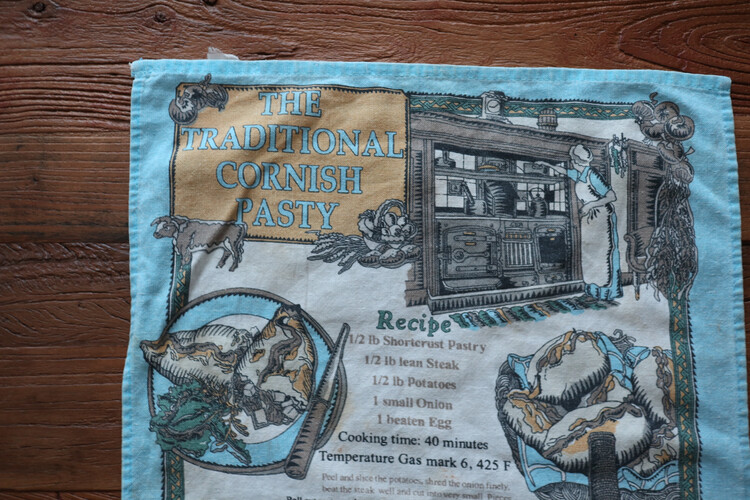 THE
TRADITIONAL
CORNISH
PASTY
Recipe
1/2 lb Shortcrust Pastry
1/2 lb lean Steak
1/2 lb Potatoes
1 small Onion
1 beaten Egg
Cooking time: 40 minutes
Temperature Gas mark 6, 425 F
Peel and slice the potatoes, shred the onion finely,
beat the steak well and cut into very small pieces